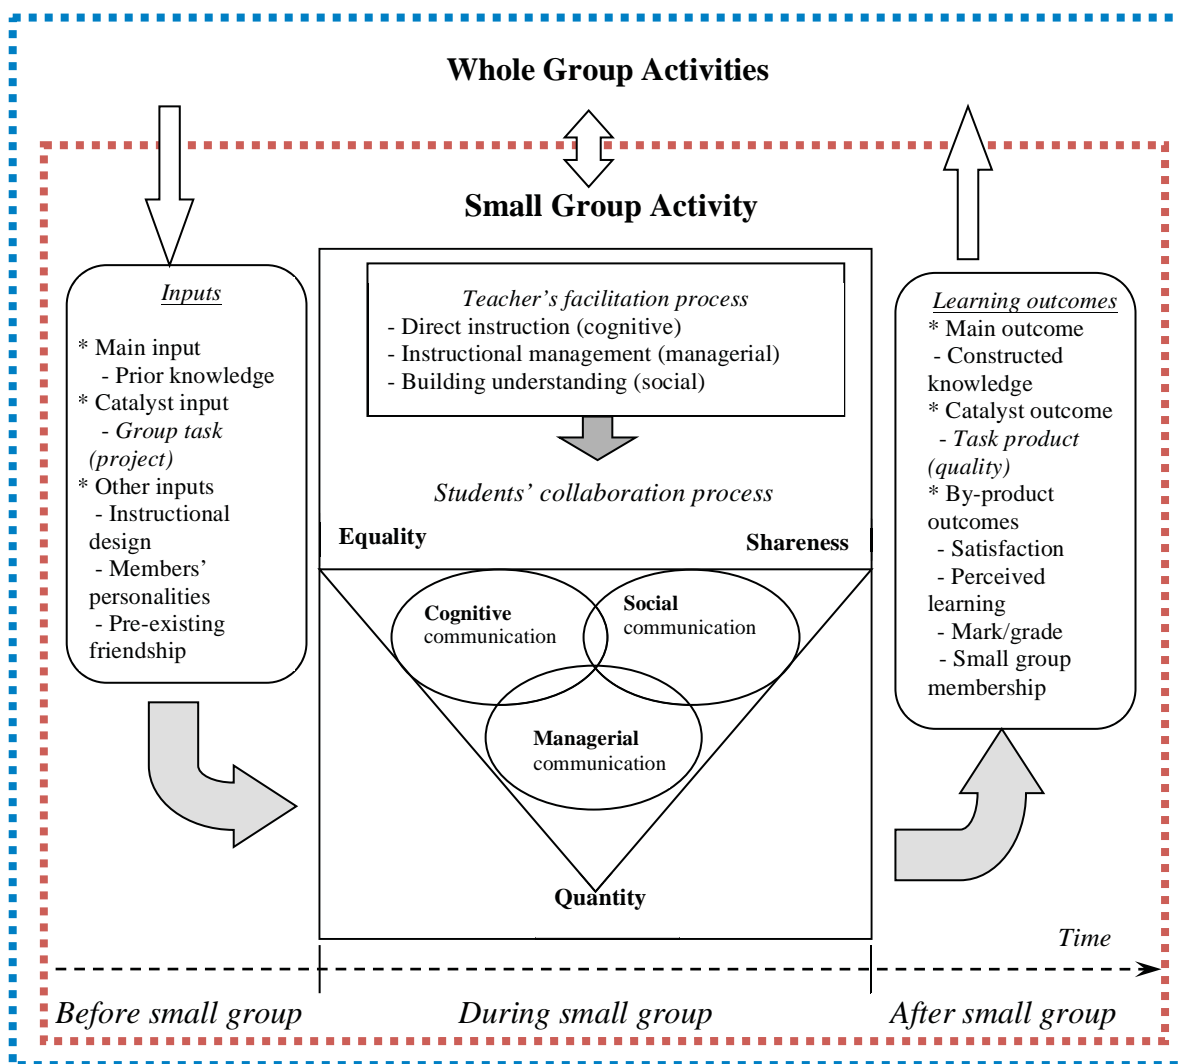 Whole Group Activities
Small Group Activity
Inputs
* Main input
- Prior knowledge
* Catalyst input
- Group task
(project)
* Other inputs
- Instructional
design
- Members'
personalities
- Pre-existing
friendship
Teacher's facilitation process
- Direct instruction (cognitive)
- Instructional management (managerial)
- Building understanding (social)
Students' collaboration process
Equality
Shareness
Cognitive
communication
Social
communication
Managerial
communication
Quantity
Learning outcomes
* Main outcome
- Constructed
knowledge
* Catalyst outcome
- Task product
(quality)
* By-product
outcomes
- Satisfaction
- Perceived
learning
- Mark/grade
- Small group
membership
Time
Before small group
During small group
After small group